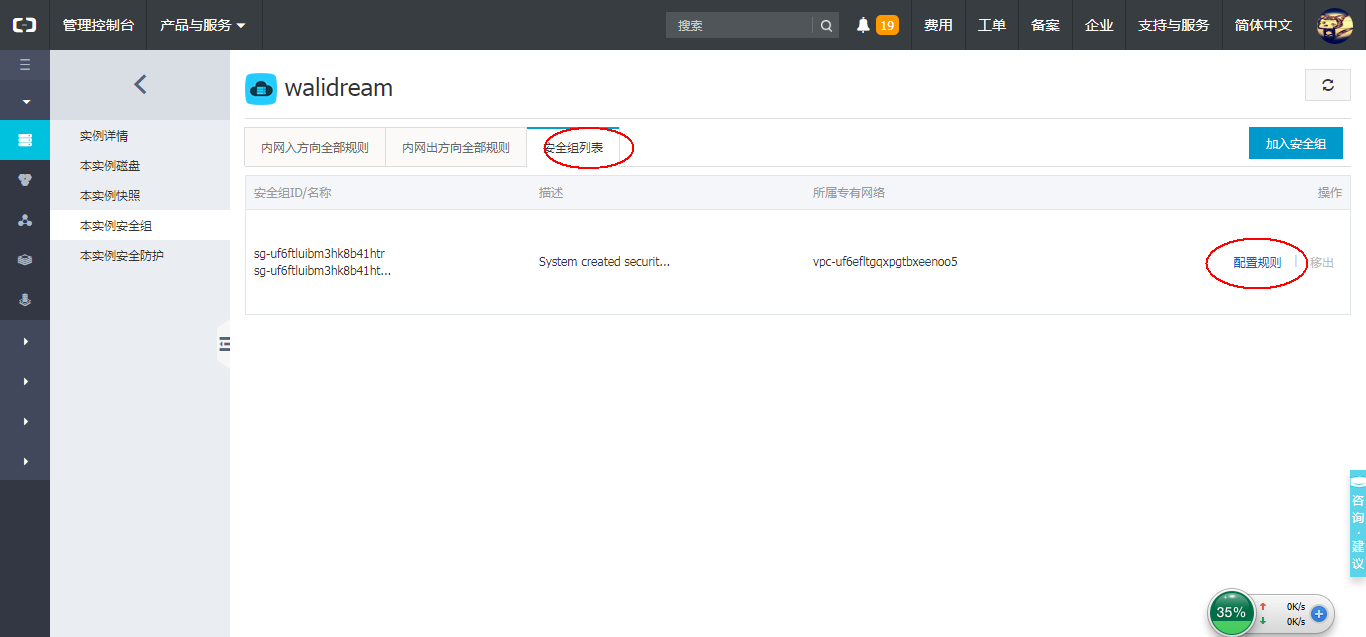 管理控制台
产品与服务
搜索
19
费用
工单
备案
企业
支持与服务
简体中文
实例详情
本实例磁盘
本实例快照
本实例安全组
本实例安全防护
walidream
内网入方向全部规则
内网出方向全部规则
安全组列表
加入安全组
安全组ID/名称
描述
所属专有网络
操作
sg-uf6ftluibm3hk8b41htr
sg-uf6ftluibm3hk8b41ht...
System created securit...
vpc-uf6efltgqxpgtbxeenoo5
配置规则
移出
咨询·建议
35%
0K/s
0K/s